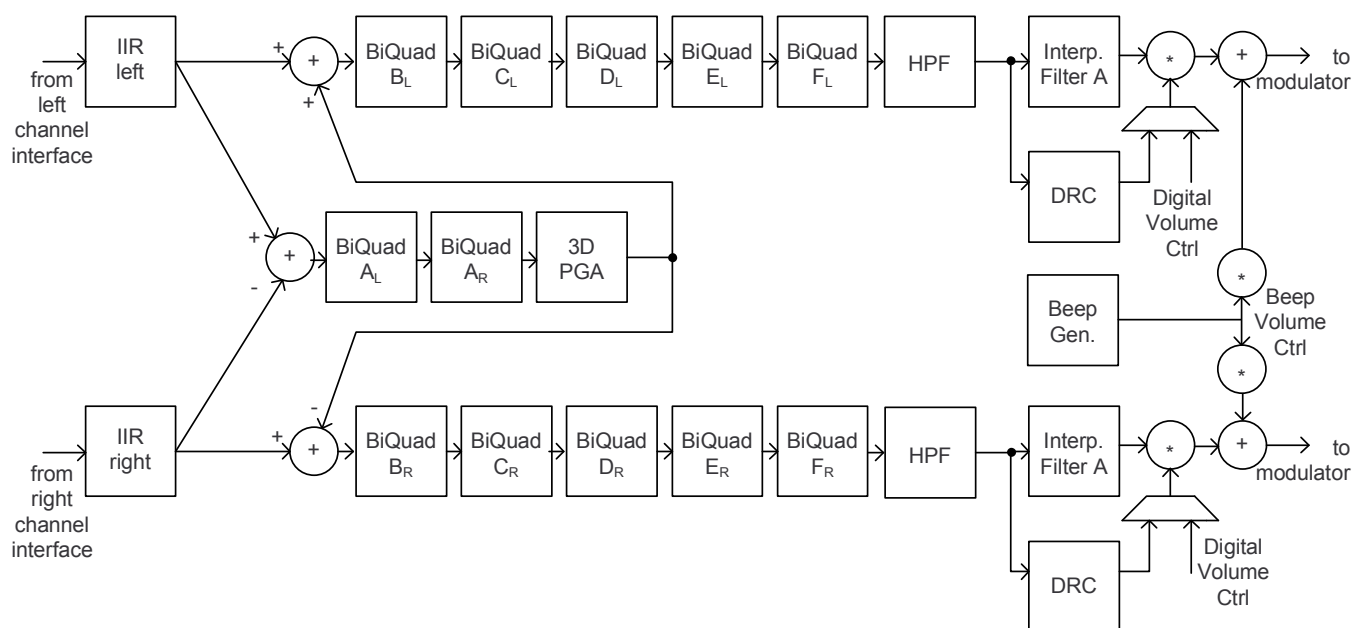 IIR
left
from
left
channel
interface
+
+
+
BiQuad
B_L
BiQuad
C_L
BiQuad
D_L
BiQuad
E_L
BiQuad
F_L
HPF
Interp.
Filter A
*
+
to
modulator
DRC
Digital
Volume
Ctrl
+
-
+
BiQuad
A_L
BiQuad
A_R
3D
PGA
Beep
Gen.
*
Beep
Volume
Ctrl
*
IIR
right
from
right
channel
interface
+
-
+
BiQuad
B_R
BiQuad
C_R
BiQuad
D_R
BiQuad
E_R
BiQuad
F_R
HPF
Interp.
Filter A
*
+
to
modulator
DRC
Digital
Volume
Ctrl